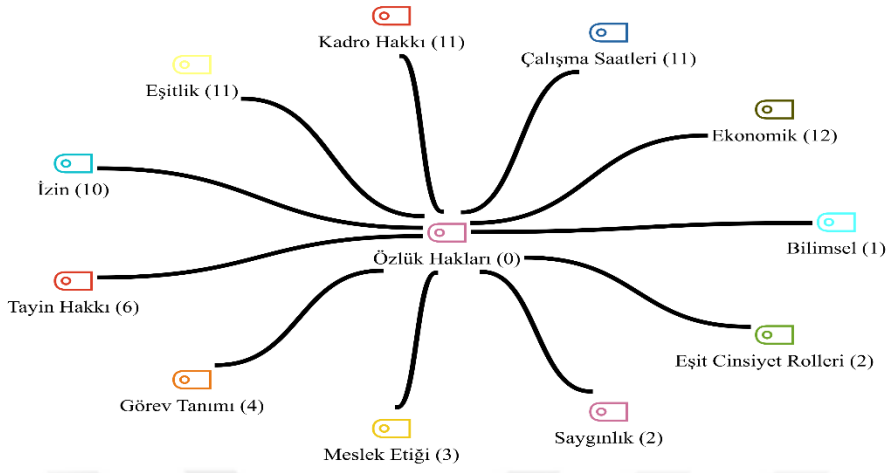 Kadro Hakkı (11)
Çalışma Saatleri (11)
Eşitlik (11)
Ekonomik (12)
İzin (10)
Bilimsel (1)
Özlük Hakları (0)
Tayin Hakkı (6)
Eşit Cinsiyet Rolleri (2)
Görev Tanımı (4)
Saygınlık (2)
Meslek Etiği (3)